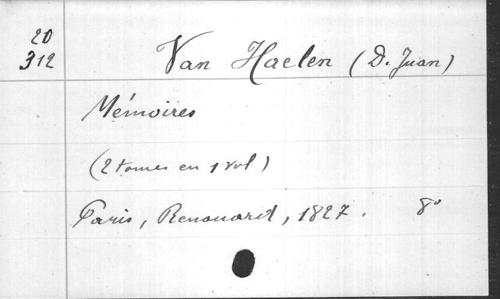 20
312
Van Haelen (D. Juan)
Mémoires
(2 tomes en 1 vol)
Paris, Renouard, 1827. 8°